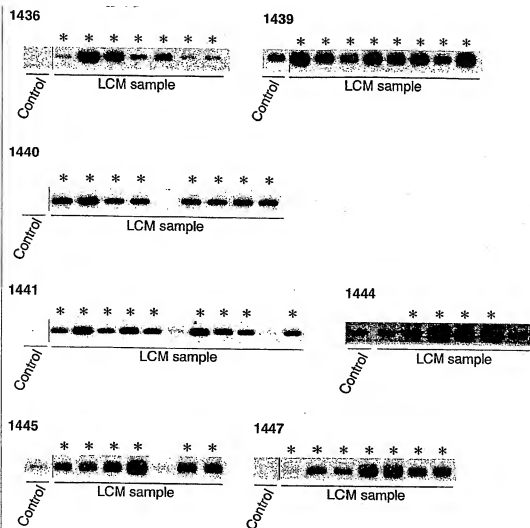 1436
* * * * * * *
Control
LCM sample
1439
* * * * * * * *
Control
LCM sample
1440
* * * * * * * *
Control
LCM sample
1441
* * * * * * * * *
Control
LCM sample
1444
* * * *
Control
LCM sample
1445
* * * * * *
Control
LCM sample
1447
* * * * * * *
Control
LCM sample